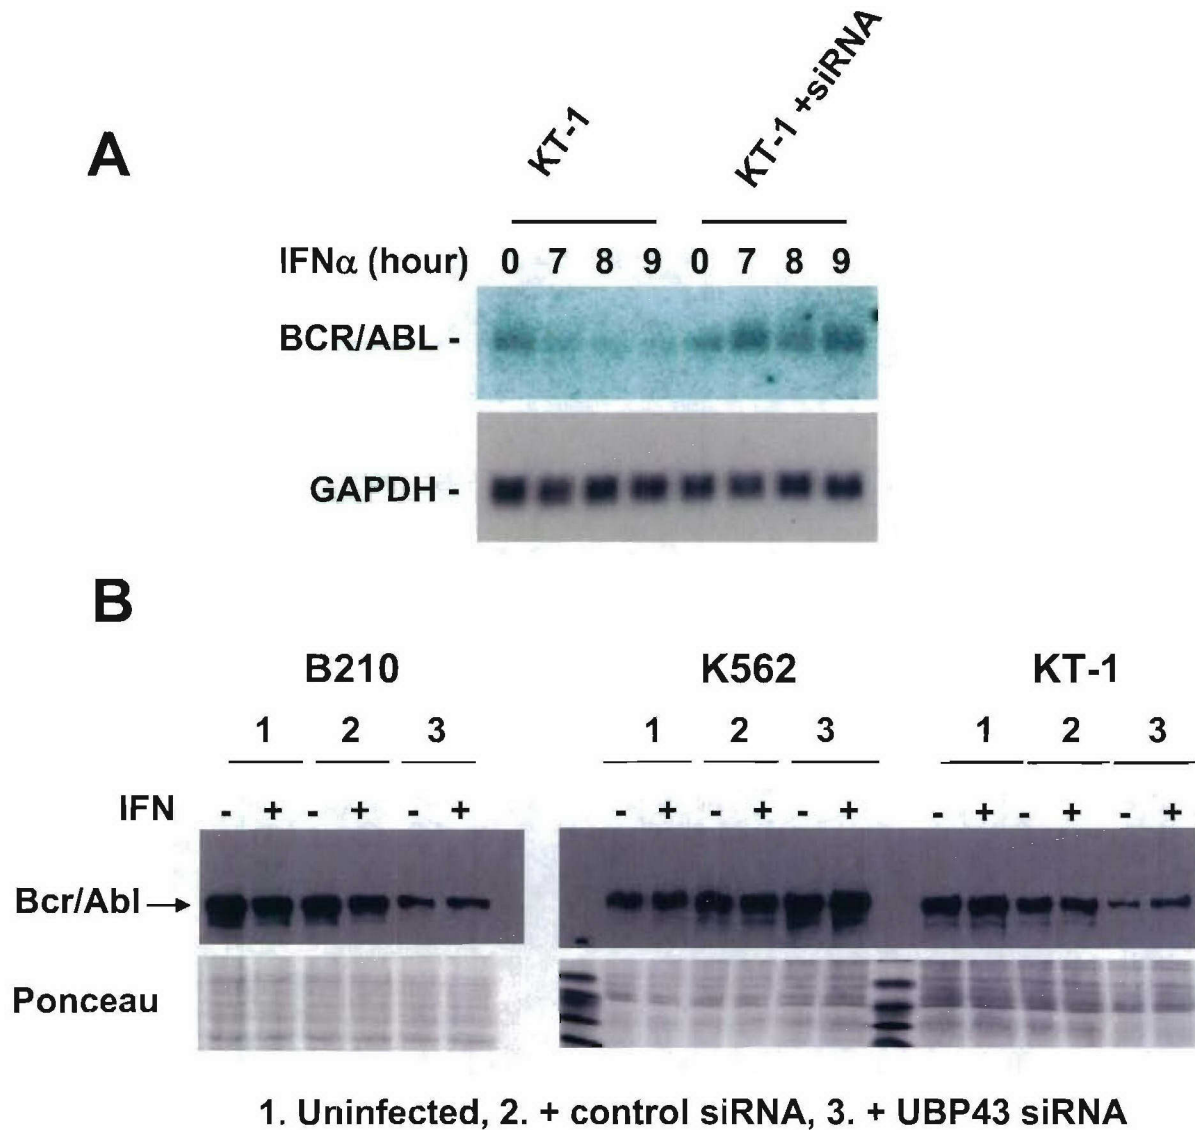 A
KT-1
KT-1 +siRNA
IFNα (hour) 0 7 8 9 0 7 8 9
BCR/ABL -
GAPDH -
B
B210 K562 KT-1
1 2 3 1 2 3 1 2 3
IFN - + - + - + - + - + - + - + - + - +
Bcr/Abl
Ponceau
1. Uninfected, 2. + control siRNA, 3. + UBP43 siRNA